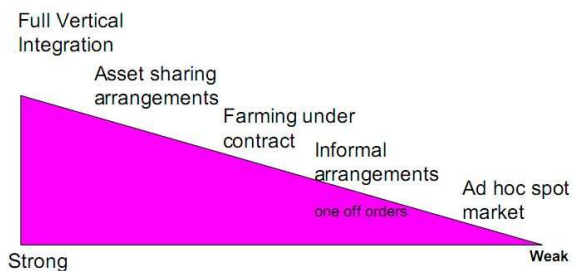 Full Vertical
Integration
Asset sharing
arrangements
Farming under
contract
Informal
arrangements
one off orders
Ad hoc spot
market
Strong
Weak